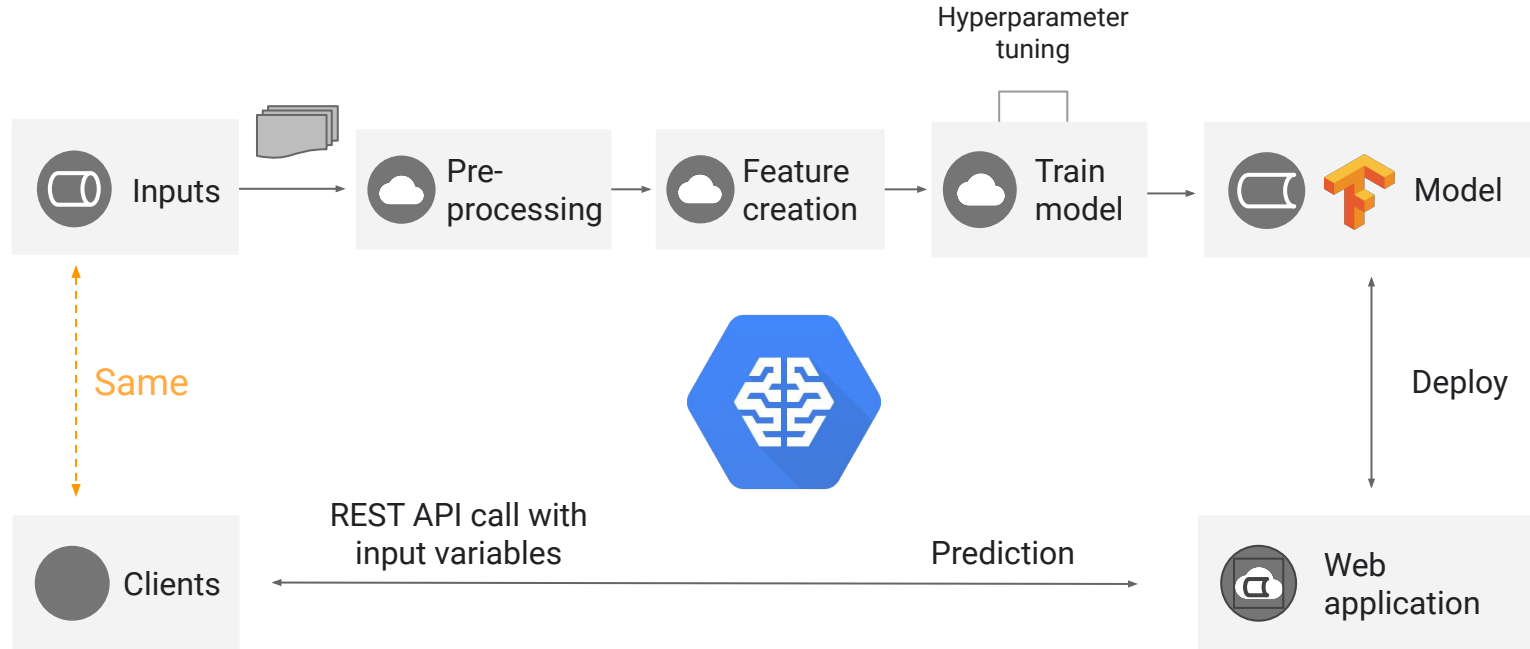 Hyperparameter
tuning
Inputs
Pre-
processing
Feature
creation
Train
model
Model
Same
Deploy
REST API call with
input variables
Prediction
Clients
Web
application